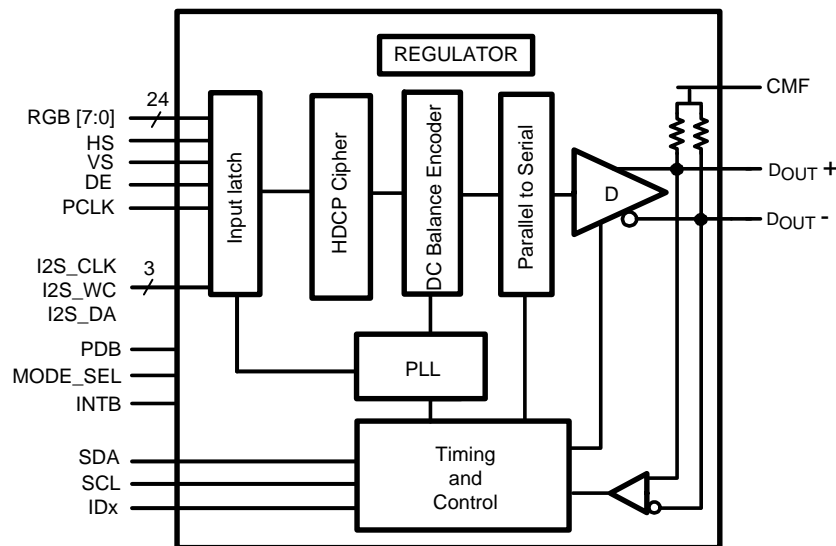 REGULATOR
CMF
24
RGB [7:0]
HS
VS
DE
PCLK
Input latch
HDCP Cipher
DC Balance Encoder
Parallel to Serial
D
DOUT +
DOUT -
I2S_CLK
3
I2S_WC
I2S_DA
PDB
MODE_SEL
INTB
PLL
SDA
SCL
IDx
Timing
and
Control